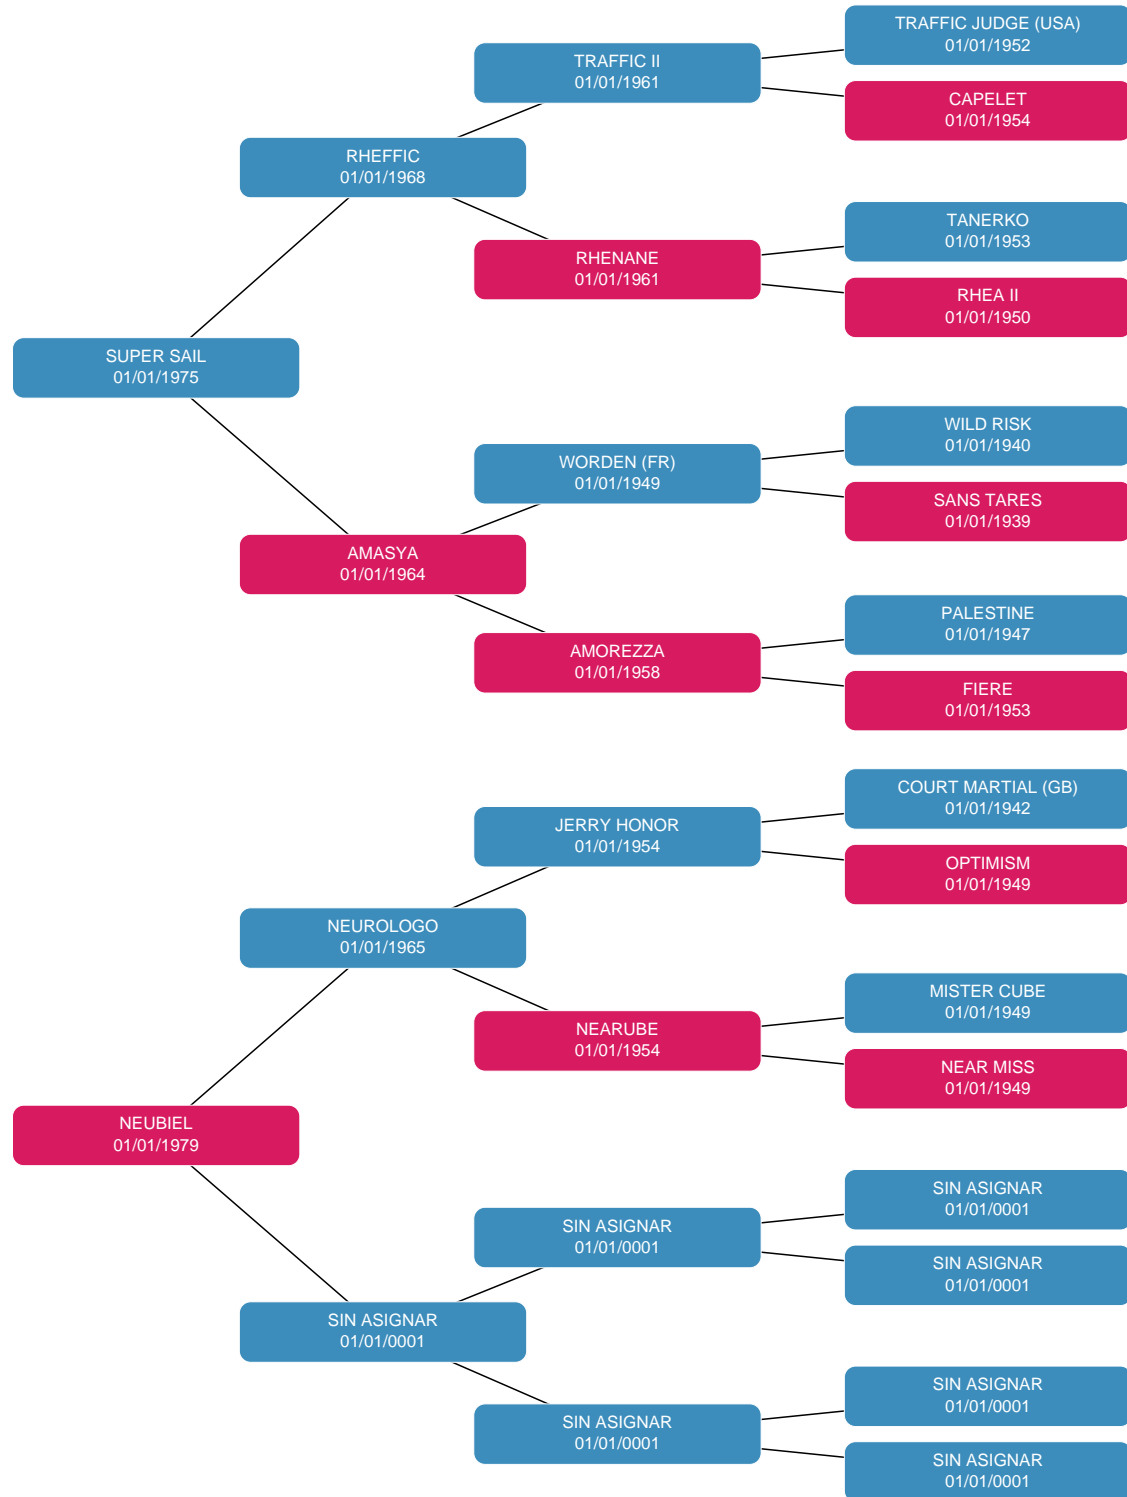 TRAFFIC JUDGE (USA)
01/01/1952
TRAFFIC II
01/01/1961
CAPELET
01/01/1954
RHEFFIC
01/01/1968
TANERKO
01/01/1953
RHENANE
01/01/1961
RHEA II
01/01/1950
SUPER SAIL
01/01/1975
WILD RISK
01/01/1940
WORDEN (FR)
01/01/1949
SANS TARES
01/01/1939
AMASYA
01/01/1964
PALESTINE
01/01/1947
AMOREZZA
01/01/1958
FIERE
01/01/1953
COURT MARTIAL (GB)
01/01/1942
JERRY HONOR
01/01/1954
OPTIMISM
01/01/1949
NEUROLOGO
01/01/1965
MISTER CUBE
01/01/1949
NEARUBE
01/01/1954
NEAR MISS
01/01/1949
NEUBIEL
01/01/1979
SIN ASIGNAR
01/01/0001
SIN ASIGNAR
01/01/0001
SIN ASIGNAR
01/01/0001
SIN ASIGNAR
01/01/0001
SIN ASIGNAR
01/01/0001
SIN ASIGNAR
01/01/0001
SIN ASIGNAR
01/01/0001